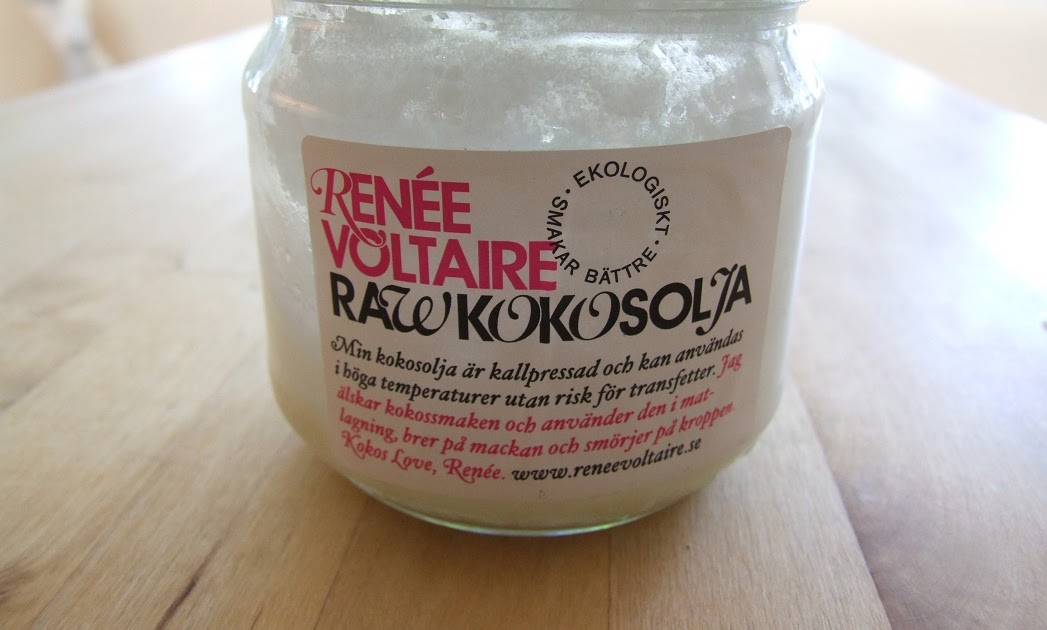 RENÉE
VOLTAIRE
· EKOLOGISKT · SMAKAR BÄTTRE
RAW KOKOSOLJA
Min kokosolja är kallpressad och kan användas
i höga temperaturer utan risk för transfetter. Jag
älskar kokossmaken och använder den i mat-
lagning, brer på mackan och smörjer på kroppen.
Kokos Love, Renée. www.reneevoltaire.se